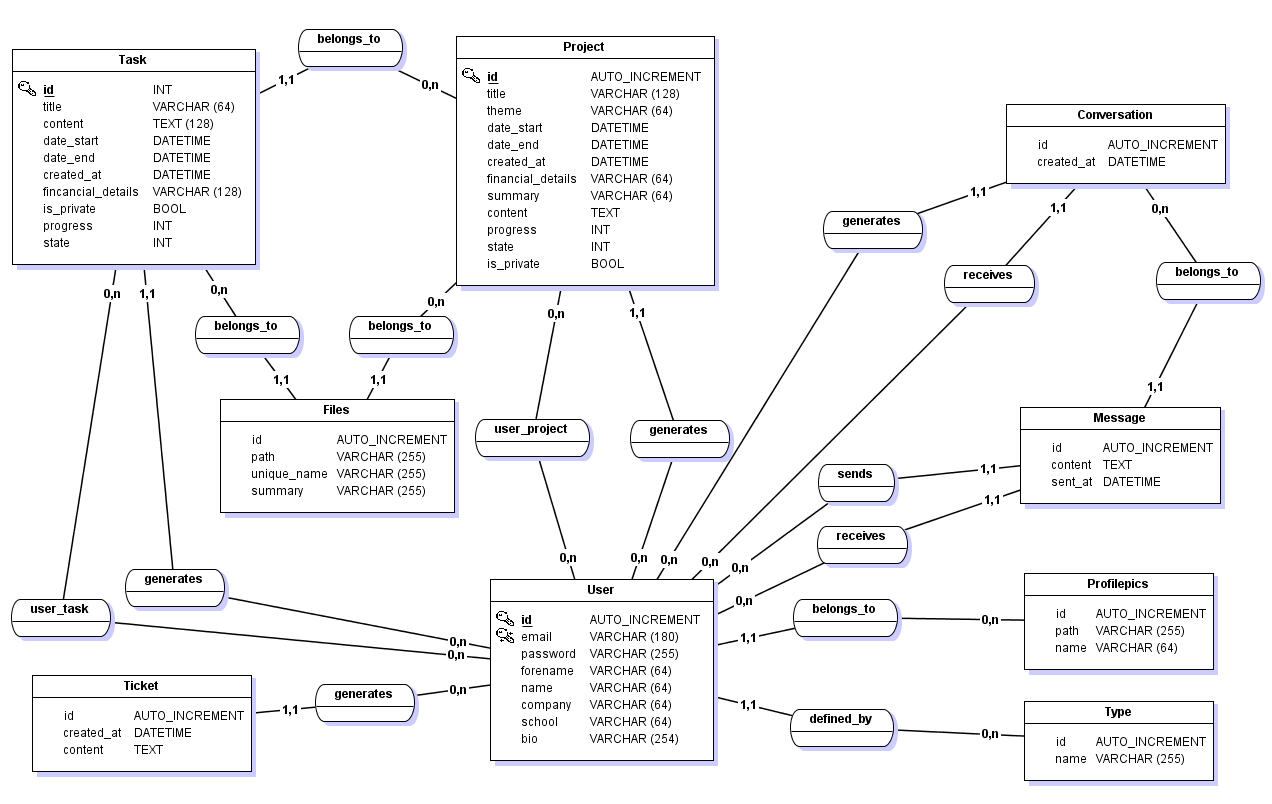 belongs_to
1,1
0,n
Task
id INT
title VARCHAR (64)
content TEXT (128)
date_start DATETIME
date_end DATETIME
created_at DATETIME
fincancial_details VARCHAR (128)
is_private BOOL
progress INT
state INT
Project
id AUTO_INCREMENT
title VARCHAR (128)
theme VARCHAR (64)
date_start DATETIME
date_end DATETIME
created_at DATETIME
financial_details VARCHAR (64)
summary VARCHAR (64)
content TEXT
progress INT
state INT
is_private BOOL
Conversation
id AUTO_INCREMENT
created_at DATETIME
1,1
1,1
0,n
generates
receives
belongs_to
0,n
1,1
0,n
0,n
0,n
1,1
belongs_to
belongs_to
1,1
1,1
1,1
Files
id AUTO_INCREMENT
path VARCHAR (255)
unique_name VARCHAR (255)
summary VARCHAR (255)
user_project
generates
Message
id AUTO_INCREMENT
content TEXT
sent_at DATETIME
sends
1,1
receives
1,1
0,n
0,n
0,n
0,n
0,n
0,n
generates
user_task
0,n
0,n
User
id AUTO_INCREMENT
email VARCHAR (180)
password VARCHAR (255)
forename VARCHAR (64)
name VARCHAR (64)
company VARCHAR (64)
school VARCHAR (64)
bio VARCHAR (254)
belongs_to
1,1
0,n
Profilepics
id AUTO_INCREMENT
path VARCHAR (255)
name VARCHAR (64)
Ticket
id AUTO_INCREMENT
created_at DATETIME
content TEXT
1,1
generates
0,n
1,1
defined_by
0,n
Type
id AUTO_INCREMENT
name VARCHAR (255)